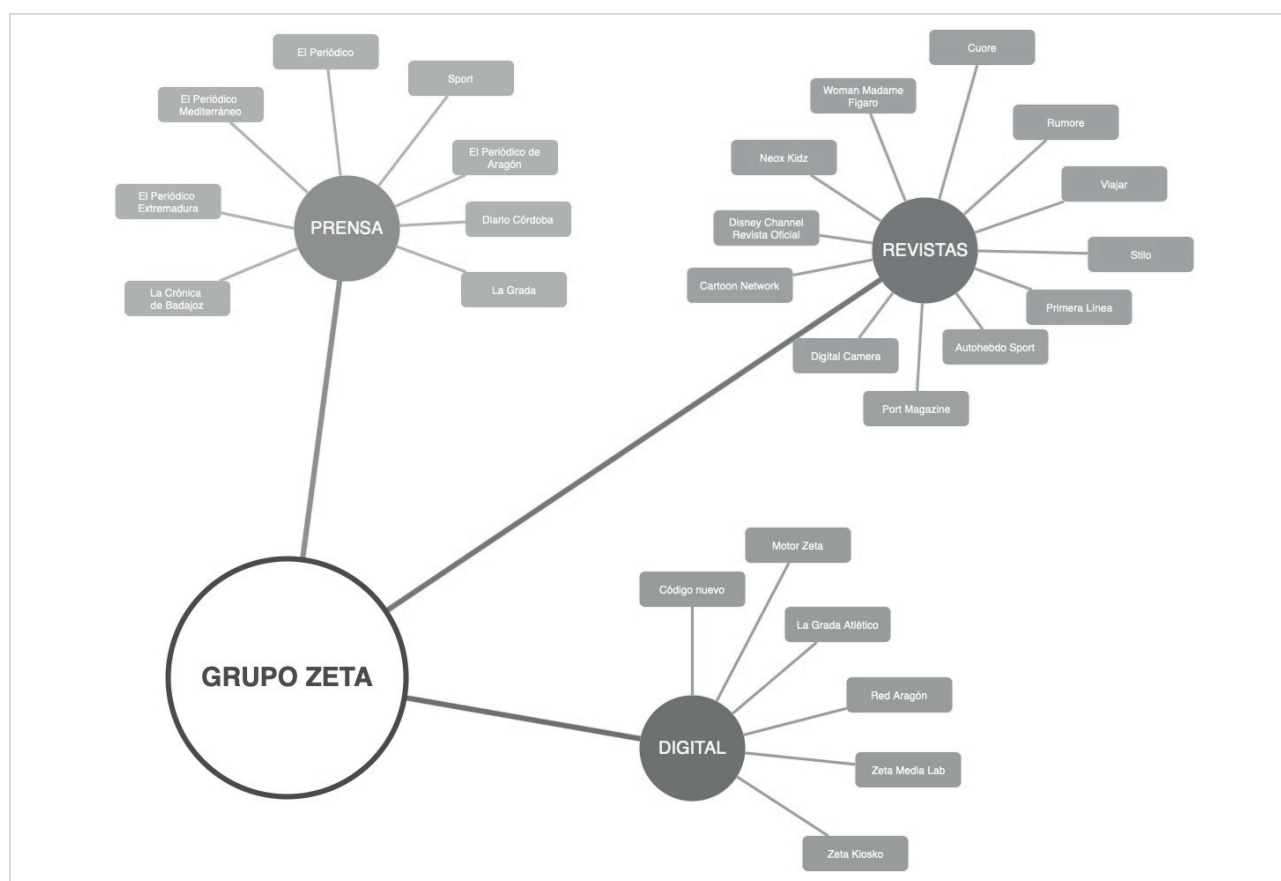 El Periódico
Sport
El Periódico
Mediterráneo
El Periódico de
Aragón
El Periódico
Extremadura
Diario Córdoba
La Crónica
de Badajoz
La Grada
PRENSA
Cuore
Woman Madame
Figaro
Rumore
Neox Kidz
Viajar
Disney Channel
Revista Oficial
Stilo
Cartoon Network
Primera Línea
Digital Camera
Autohebdo Sport
Port Magazine
REVISTAS
GRUPO ZETA
Motor Zeta
Código nuevo
La Grada Atlético
Red Aragón
Zeta Media Lab
Zeta Kiosko
DIGITAL